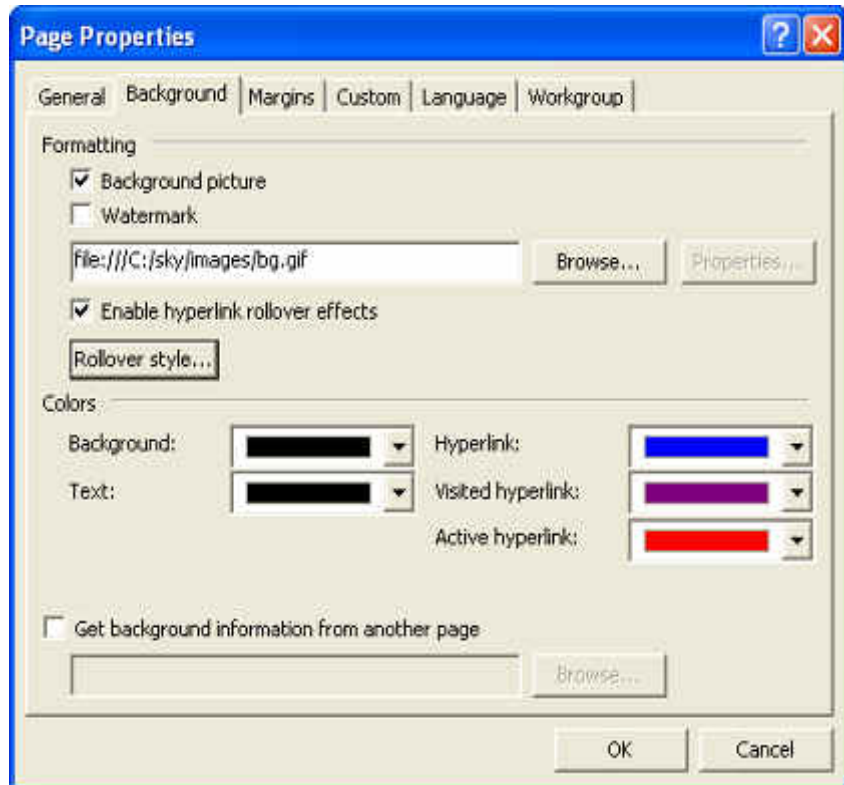 Page Properties ?
General Background Margins Custom Language Workgroup
Formatting
Background picture
Watermark
file:///C:/sky/images/bg.gif Browse... Properties...
Enable hyperlink rollover effects
Rollover style...
Colors
Background: Hyperlink:
Text: Visited hyperlink:
Active hyperlink:
Get background information from another page
Browse...
OK Cancel